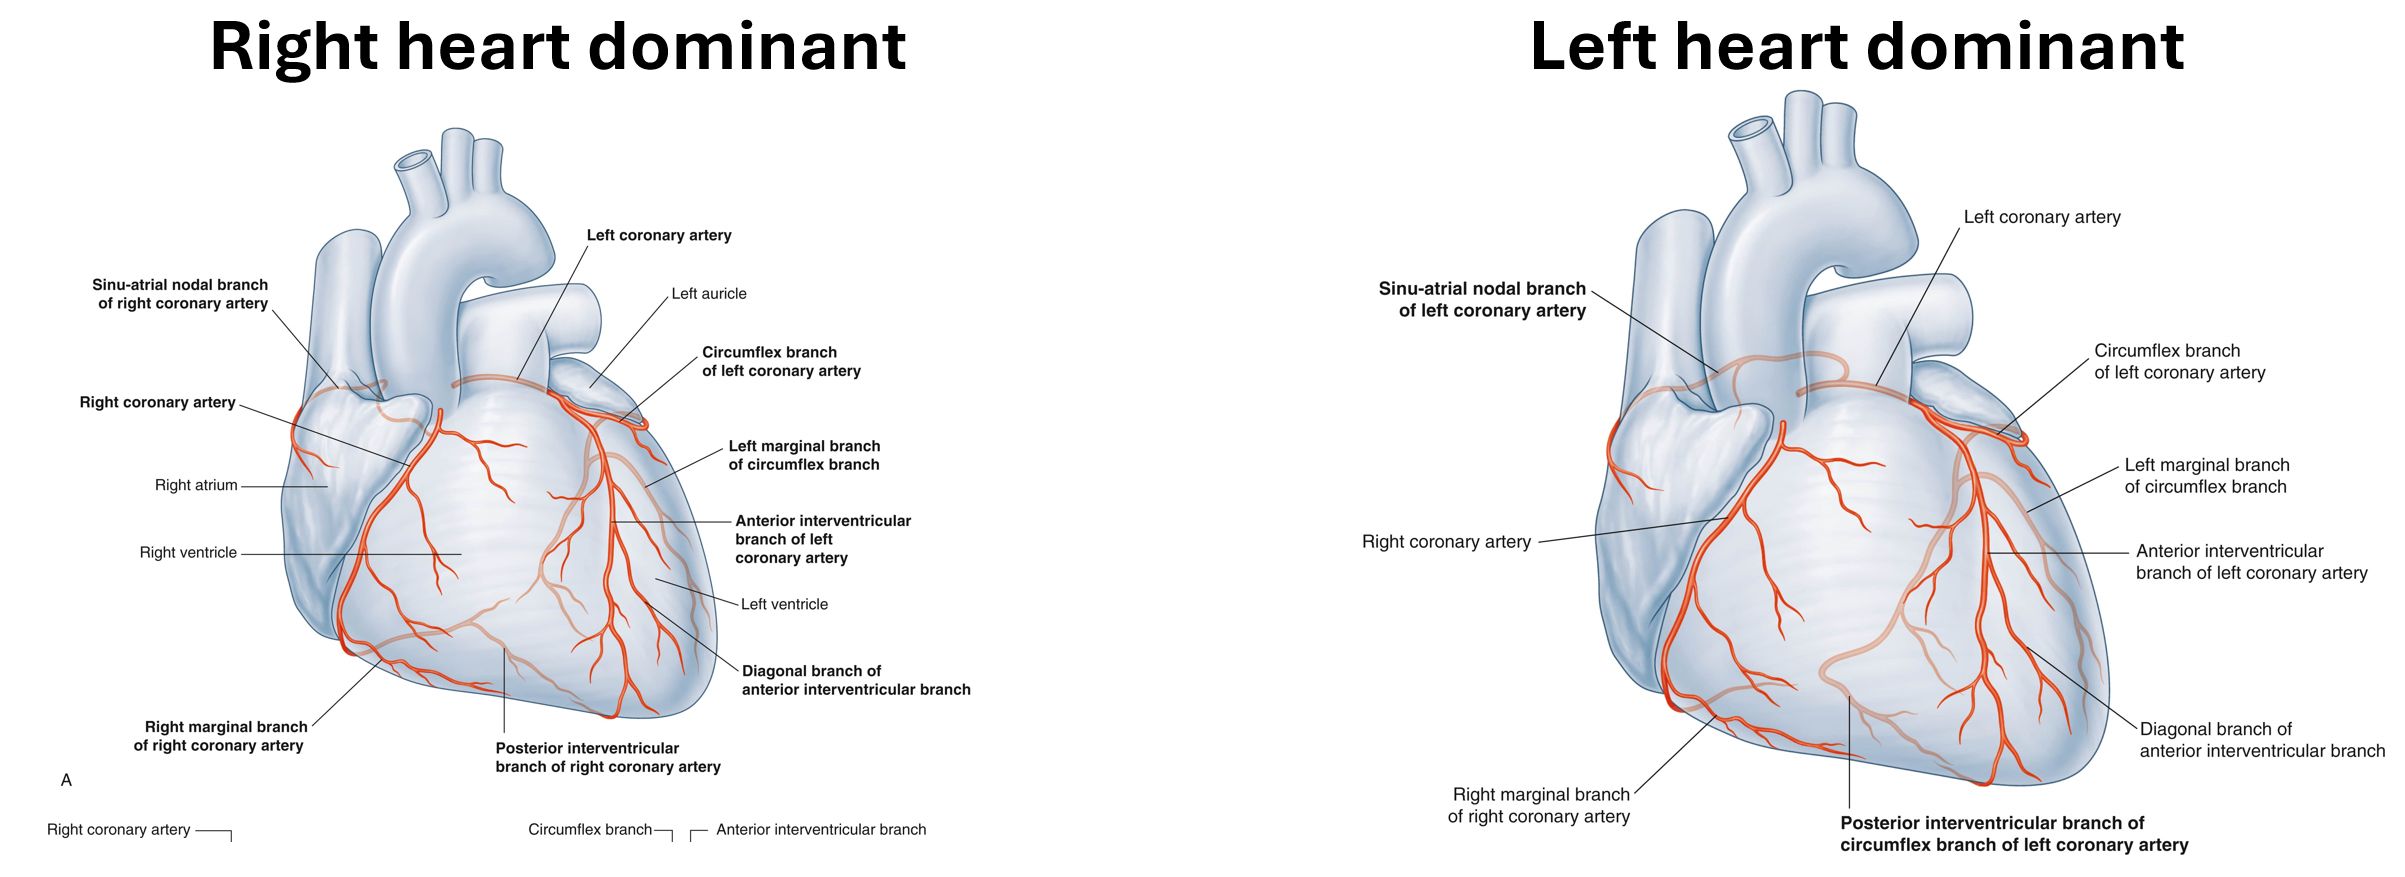 Right heart dominant
Left coronary artery
Sinu-atrial nodal branch
of right coronary artery
Left auricle
Circumflex branch
of left coronary artery
Right coronary artery
Left marginal branch
of circumflex branch
Right atrium
Anterior interventricular
branch of left
coronary artery
Right ventricle
Left ventricle
Diagonal branch of
anterior interventricular branch
Right marginal branch
of right coronary artery
Posterior interventricular
branch of right coronary artery
A
Right coronary artery
Circumflex branch
Anterior interventricular branch
Left heart dominant
Left coronary artery
Sinu-atrial nodal branch
of left coronary artery
Circumflex branch
of left coronary artery
Left marginal branch
of circumflex branch
Right coronary artery
Anterior interventricular
branch of left coronary artery
Diagonal branch of
anterior interventricular branch
Right marginal branch
of right coronary artery
Posterior interventricular branch of
circumflex branch of left coronary artery